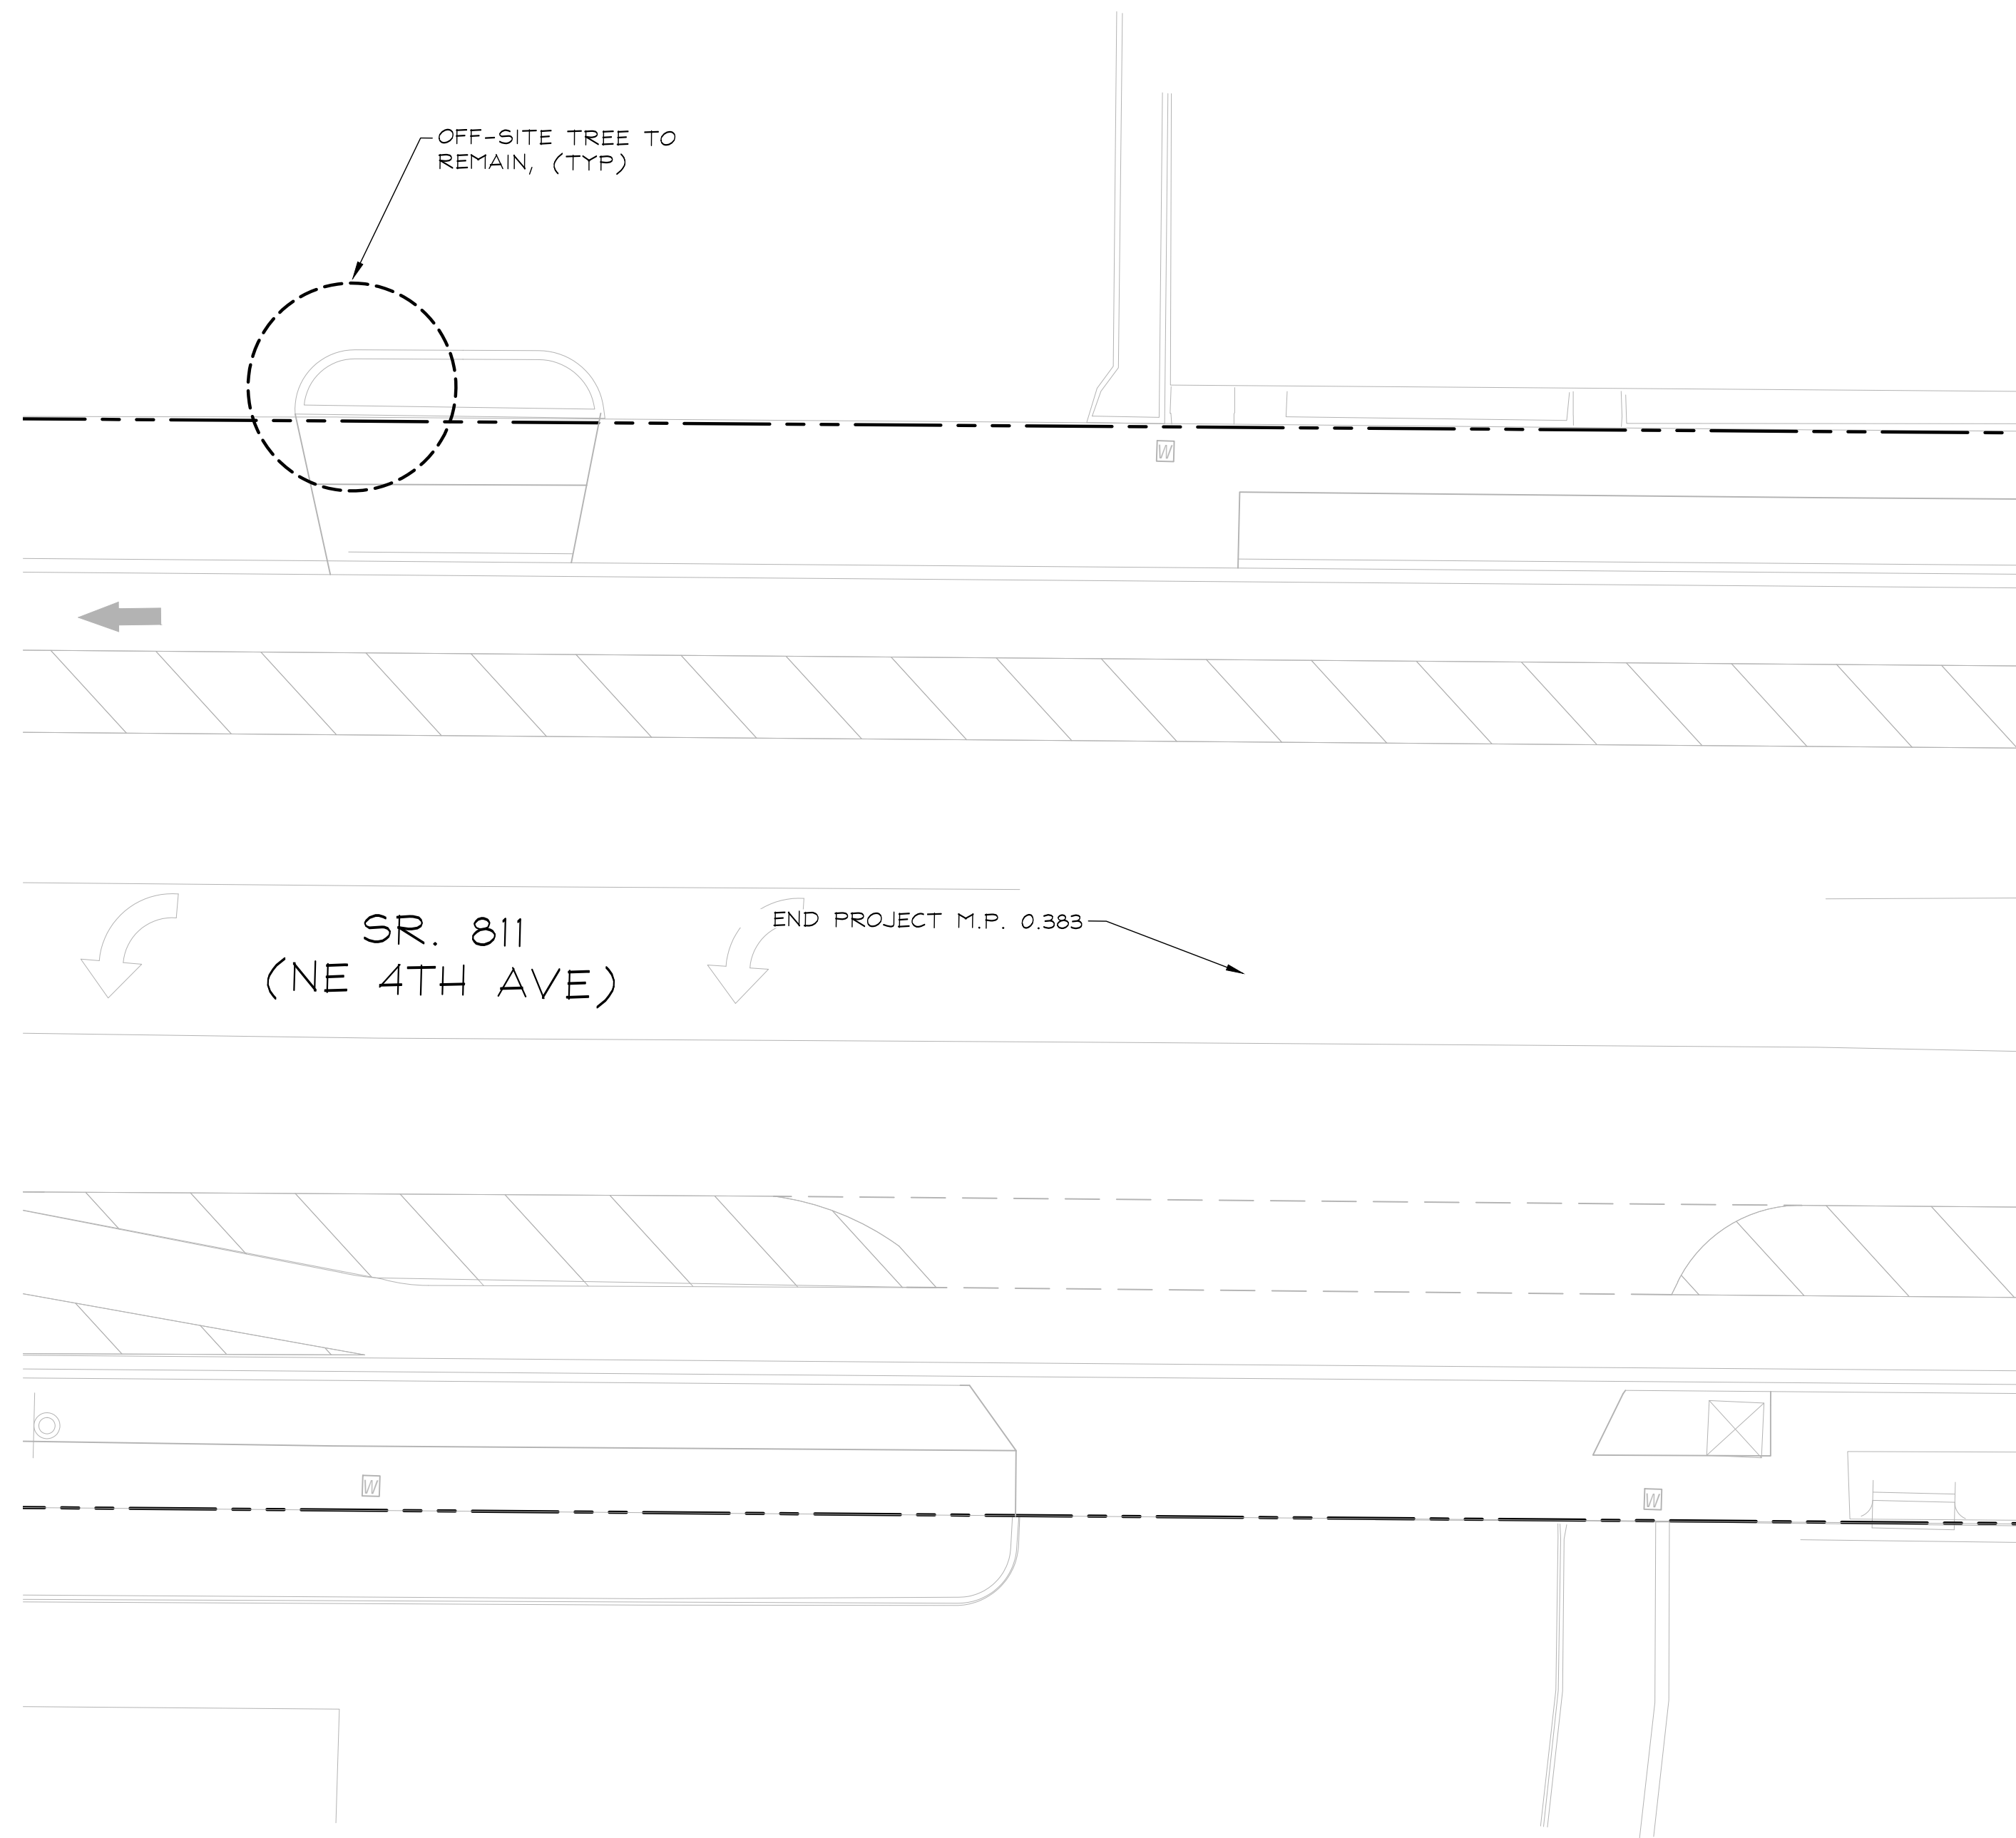 OFF-SITE TREE TO
REMAIN, (TYP)
W
SR. 811
(NE 4TH AVE)
END PROJECT M.P. 0.383
W
W